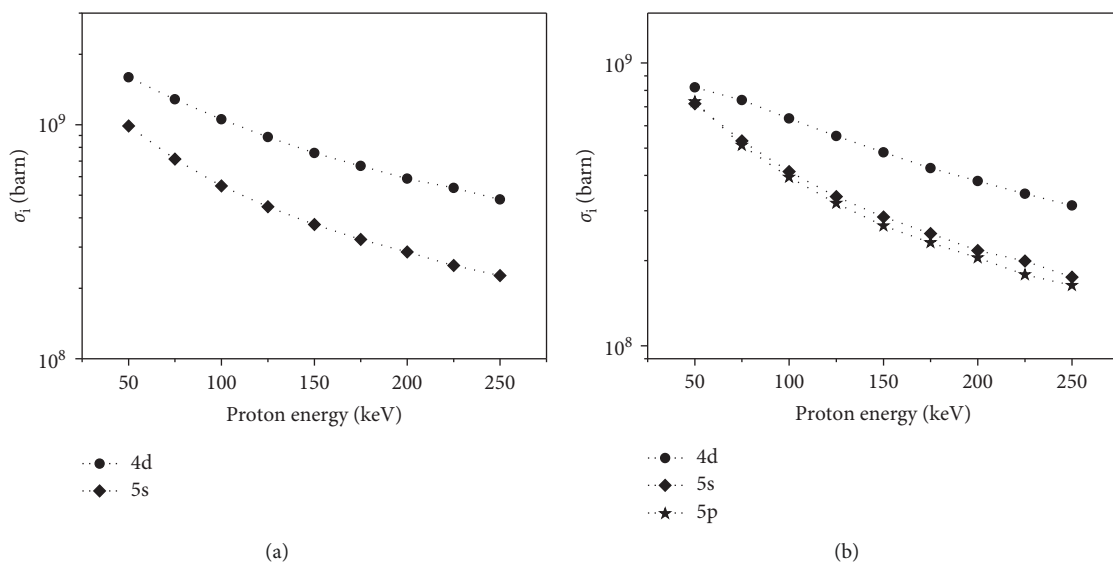 10⁹
10⁸
σᵢ (barn)
50 100 150 200 250
Proton energy (keV)
4d
5s
(a)
10⁹
10⁸
σᵢ (barn)
50 100 150 200 250
Proton energy (keV)
4d
5s
5p
(b)